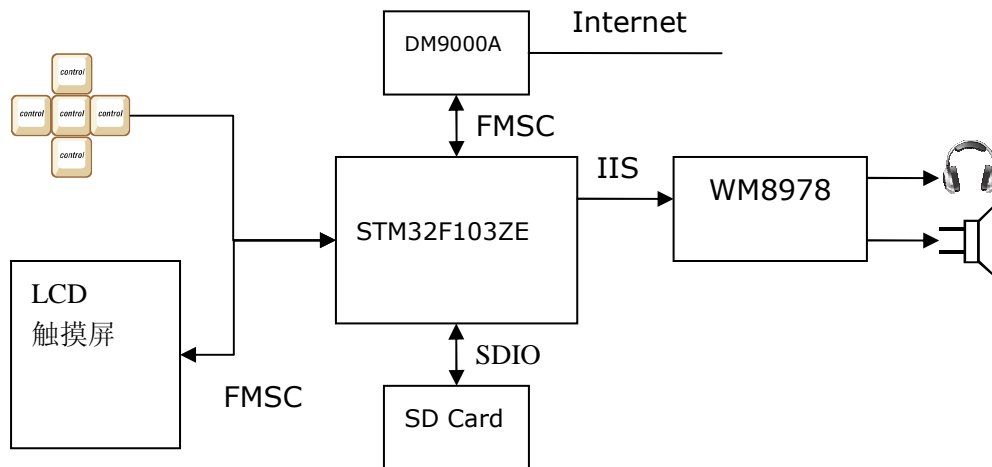 Internet
DM9000A
control
control
control
control
control
FMSC
IIS
WM8978
STM32F103ZE
LCD
触摸屏
SDIO
FMSC
SD Card